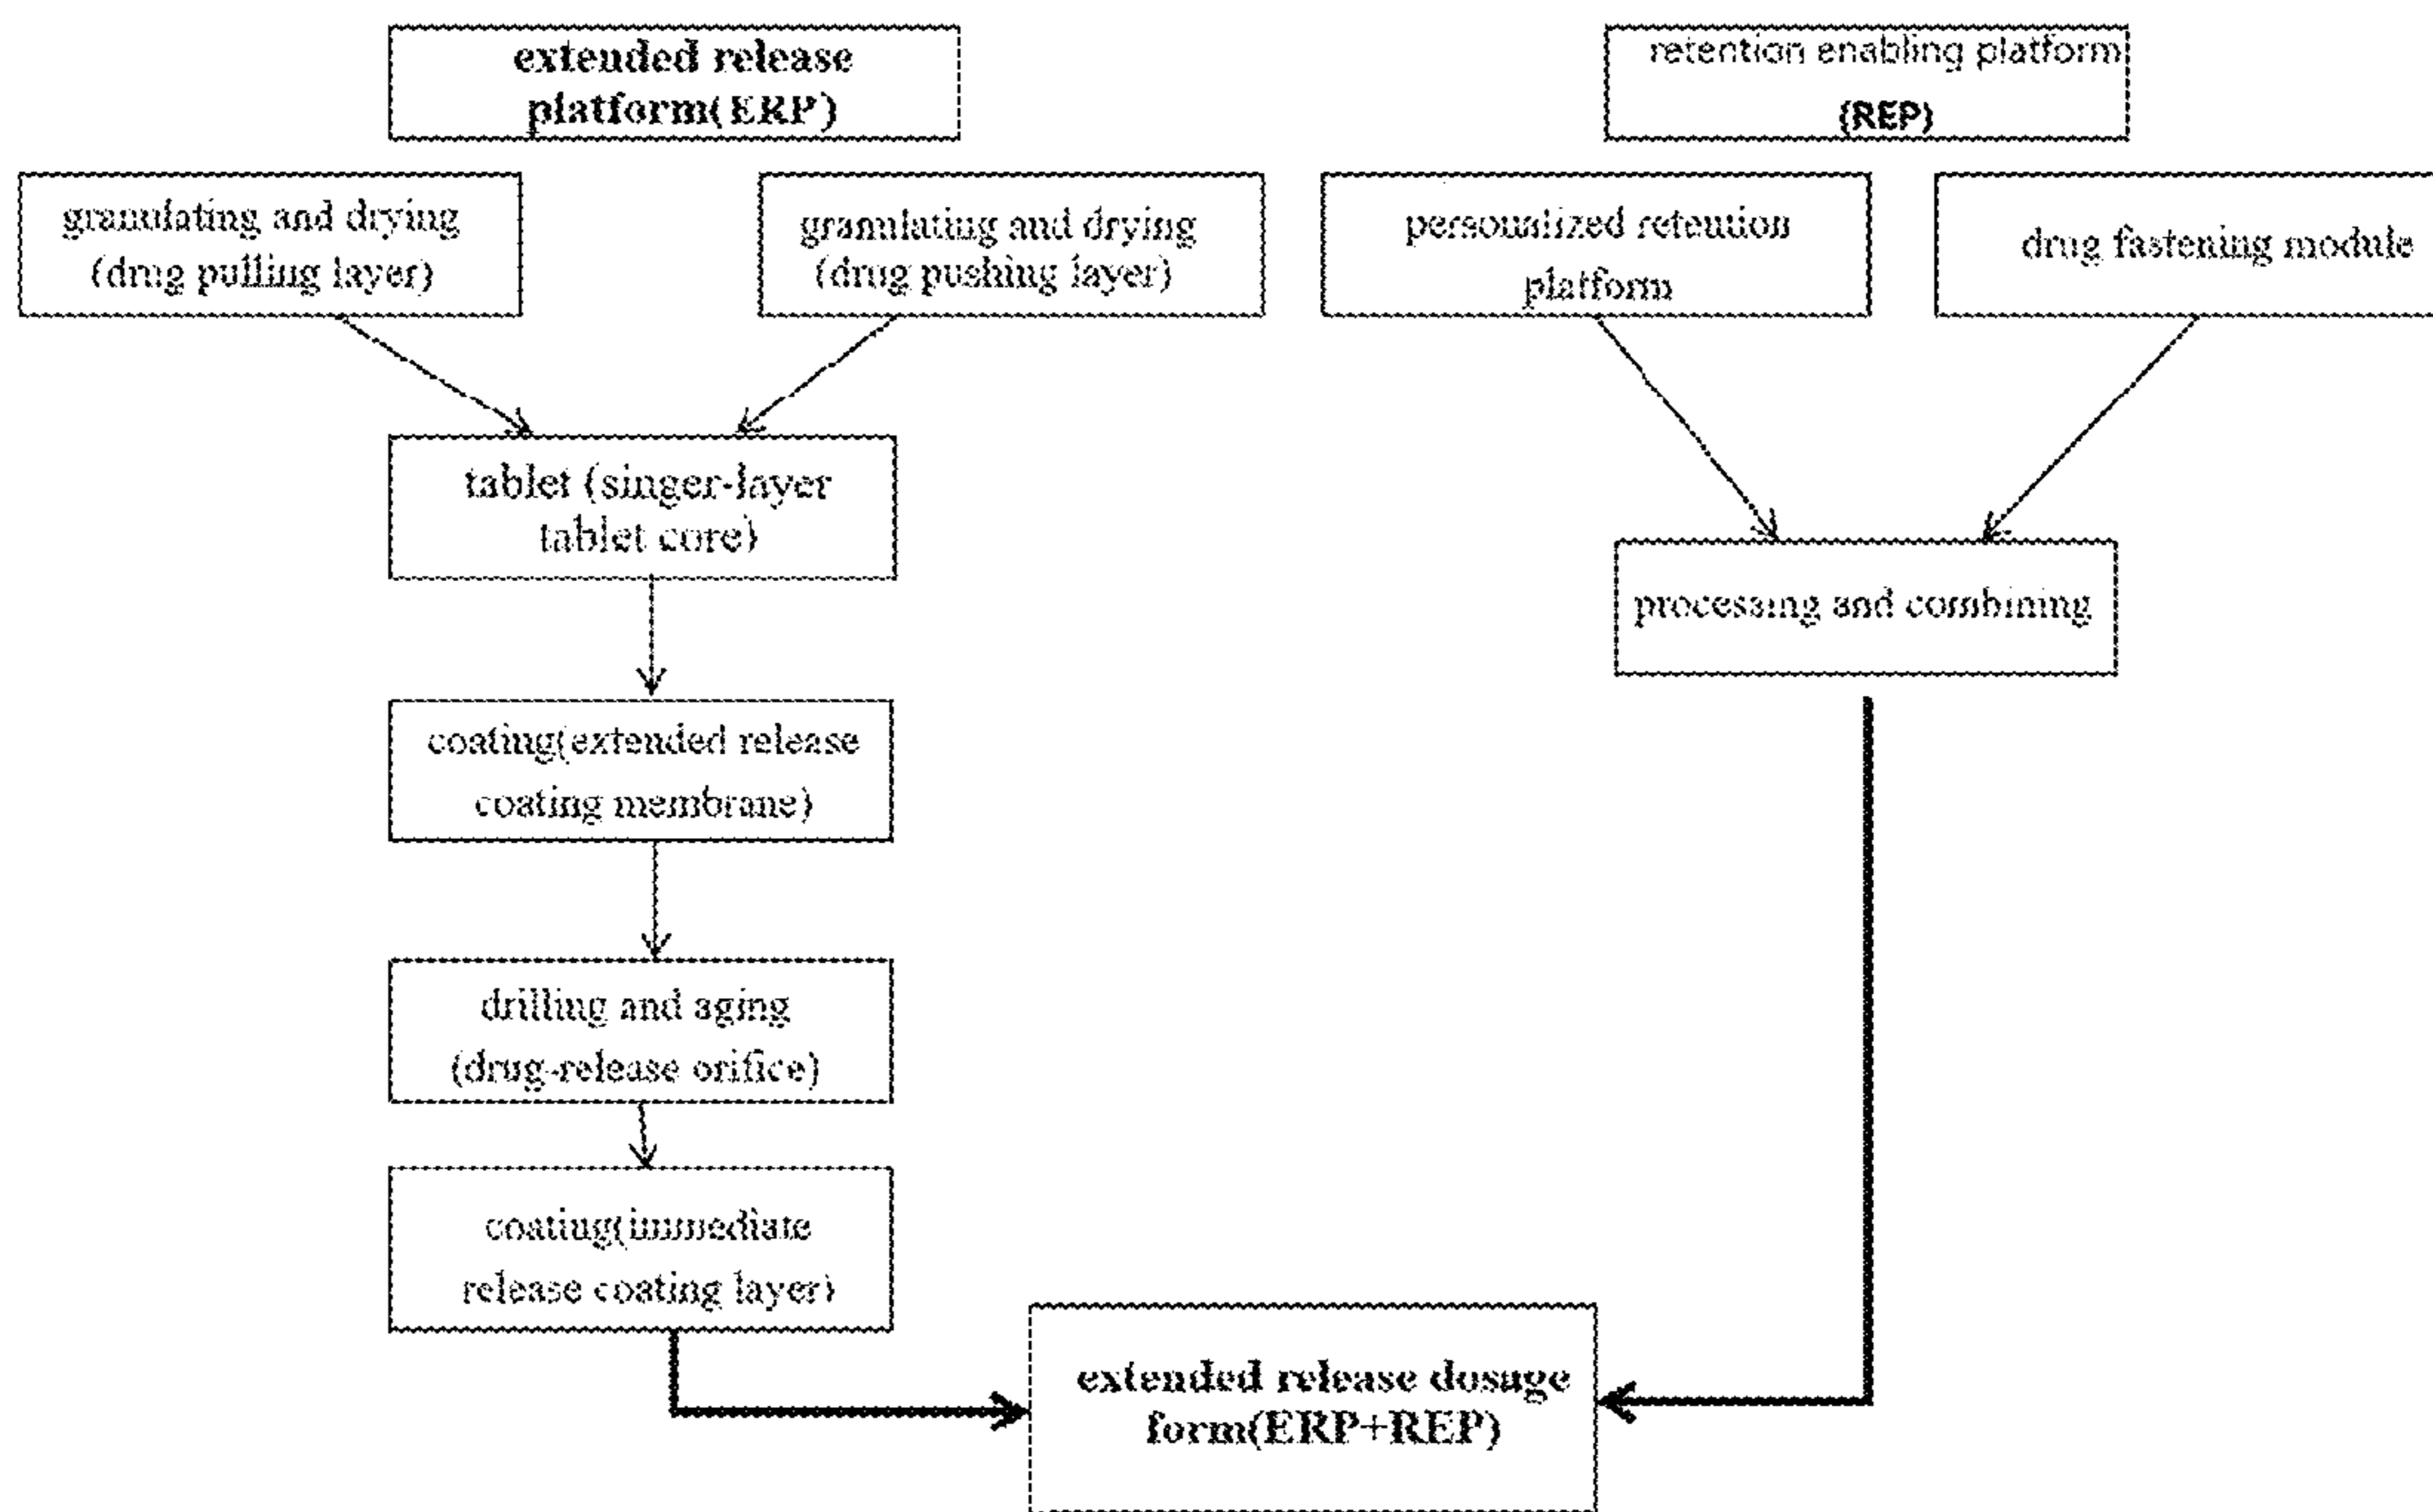 extended release
platform(ERP)
retention enabling platform
(REP)
granulating and drying
(drug pulling layer)
granulating and drying
(drug pushing layer)
personalized retention
platform
drug fastening module
tablet (singer-layer
tablet core)
processing and combining
coating(extended release
coating membrane)
drilling and aging
(drug-release orifice)
coating(immediate
release coating layer)
extended release dosage
form(ERP+REP)